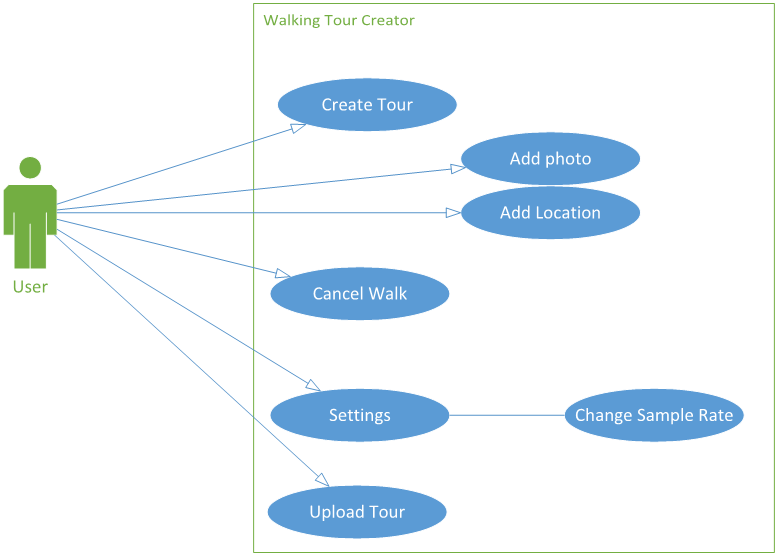 Walking Tour Creator
Create Tour
Add photo
Add Location
User
Cancel Walk
Settings
Change Sample Rate
Upload Tour